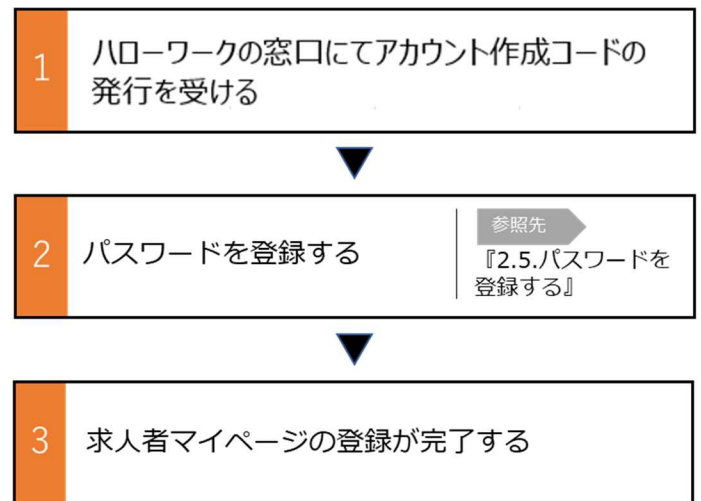 1
ハローワークの窓口にてアカウント作成コードの
発行を受ける
2
パスワードを登録する
参照先
『2.5.パスワードを
登録する』
3
求人者マイページの登録が完了する